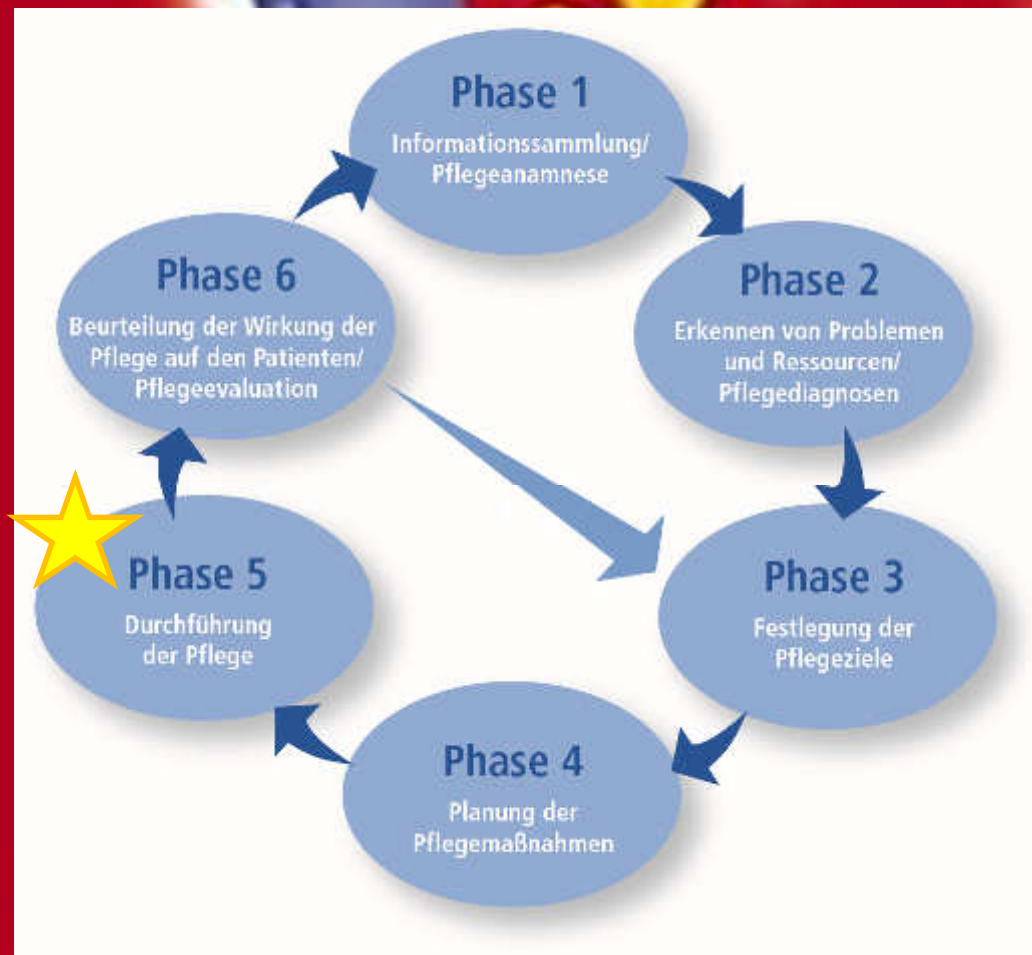 Phase 1
Informationssammlung/
Pflegeanamnese
Phase 2
Erkennen von Problemen
und Ressourcen/
Pflegediagnosen
Phase 3
Festlegung der
Pflegeziele
Phase 4
Planung der
Pflegemaßnahmen
Phase 5
Durchführung
der Pflege
Phase 6
Beurteilung der Wirkung der
Pflege auf den Patienten/
Pflegeevaluation